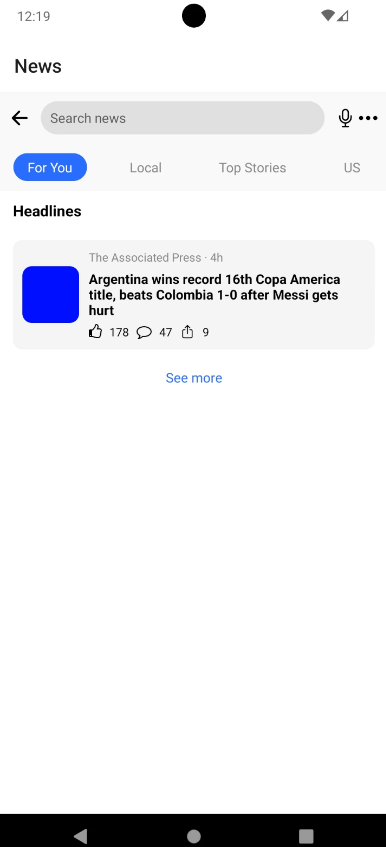 12:19
News
Search news
For You
Local
Top Stories
US
Headlines
The Associated Press · 4h
Argentina wins record 16th Copa America
title, beats Colombia 1-0 after Messi gets
hurt
178 47 9
See more